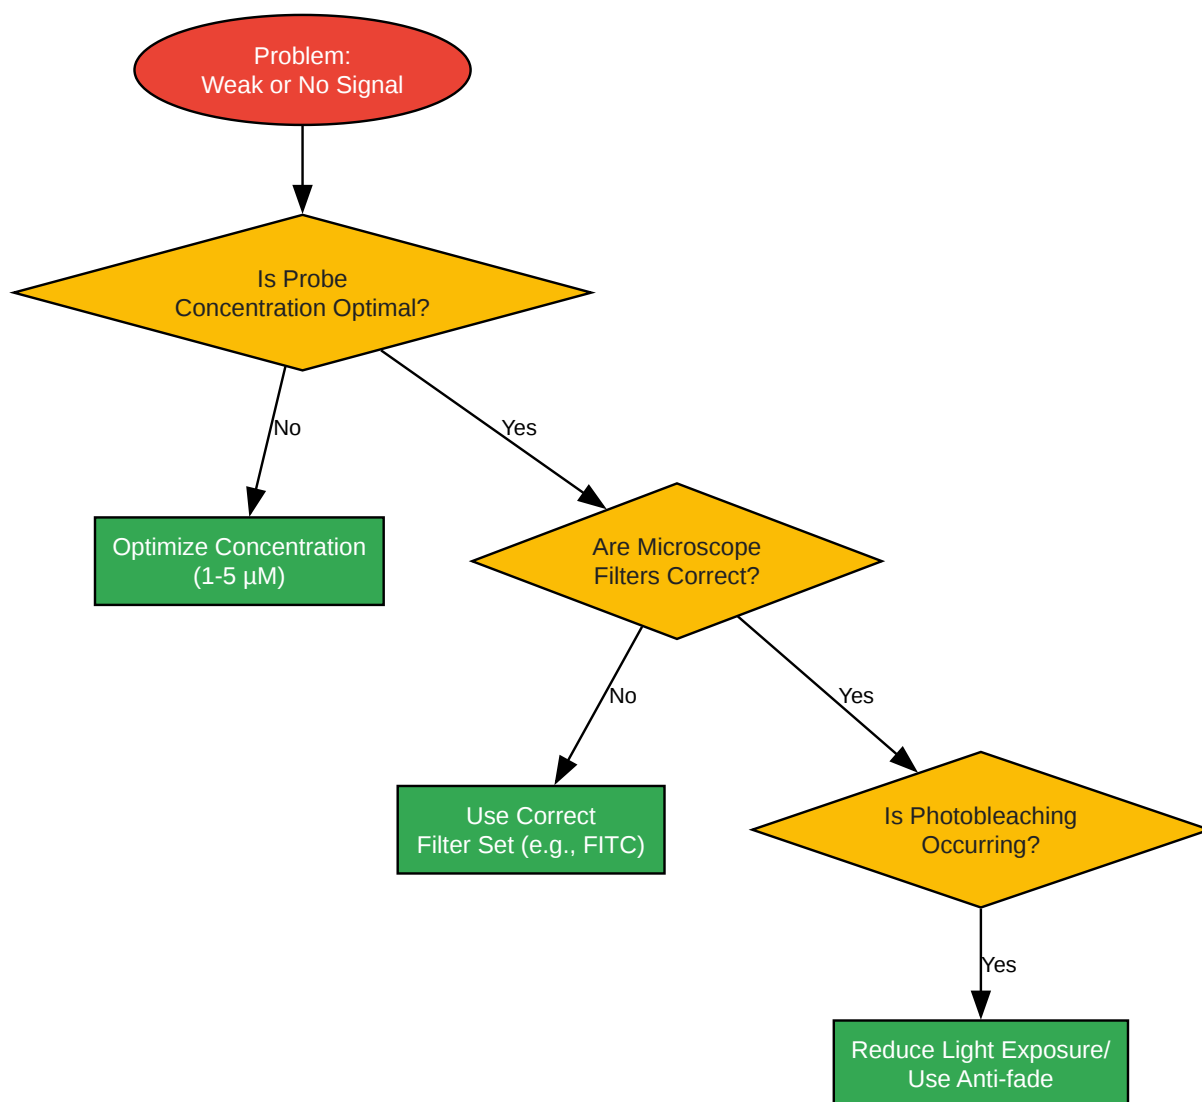 Problem:
Weak or No Signal
Is Probe
Concentration Optimal?
No
Yes
Optimize Concentration
(1-5 µM)
Are Microscope
Filters Correct?
No
Yes
Use Correct
Filter Set (e.g., FITC)
Is Photobleaching
Occurring?
Yes
Reduce Light Exposure/
Use Anti-fade